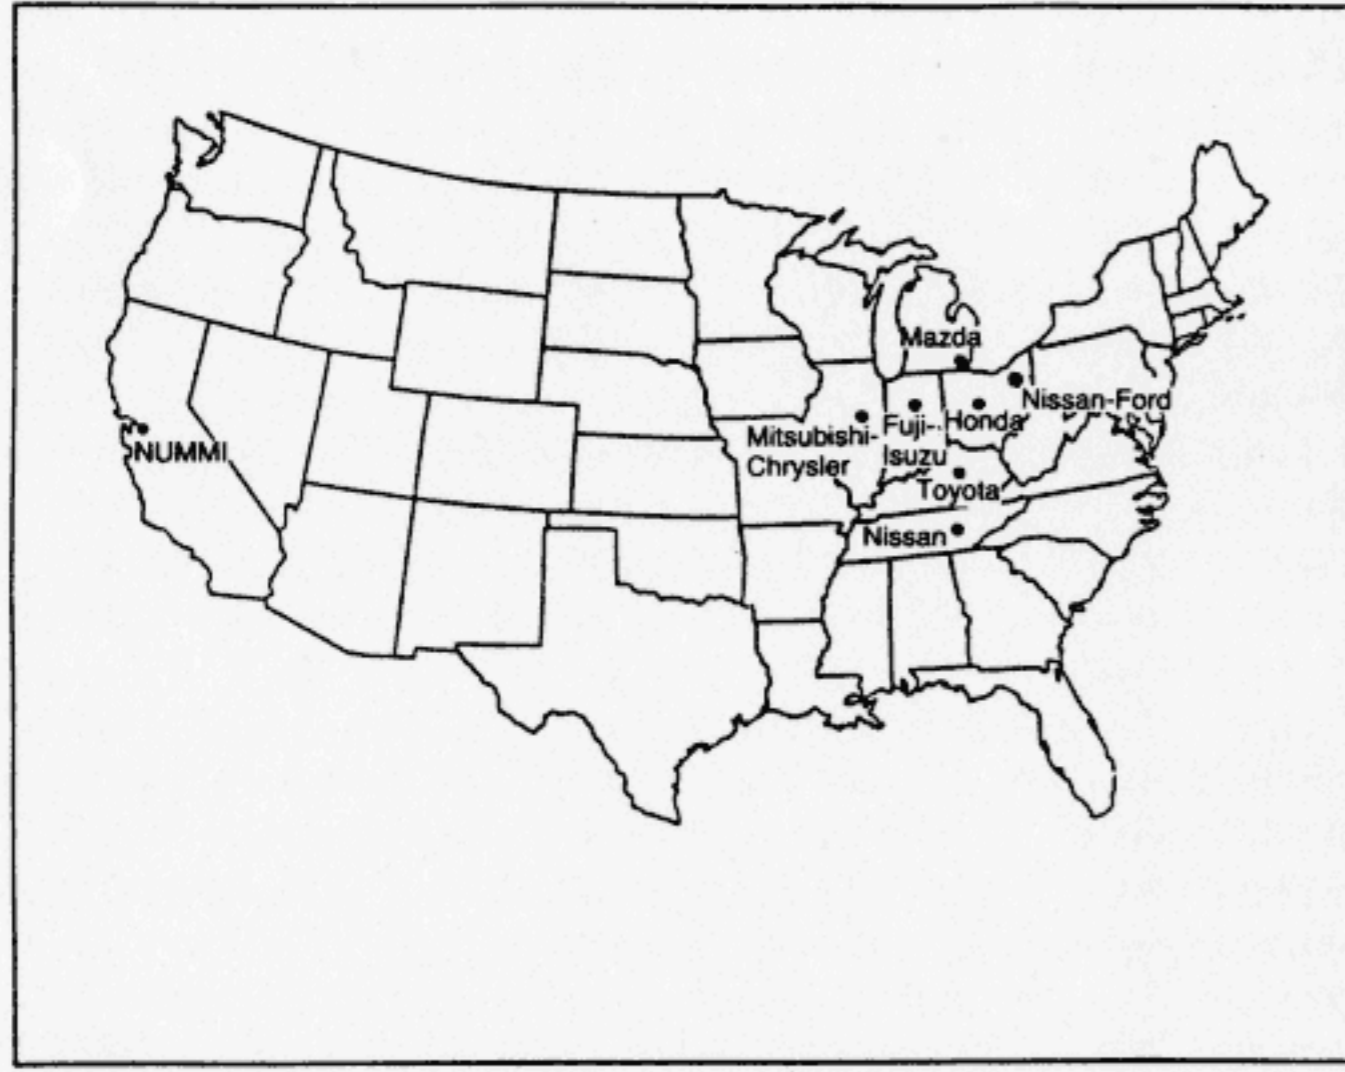 Mazda
Nissan-Ford
Mitsubishi-
Chrysler
Fuji-
Isuzu
Honda
NUMMI
Toyota
Nissan